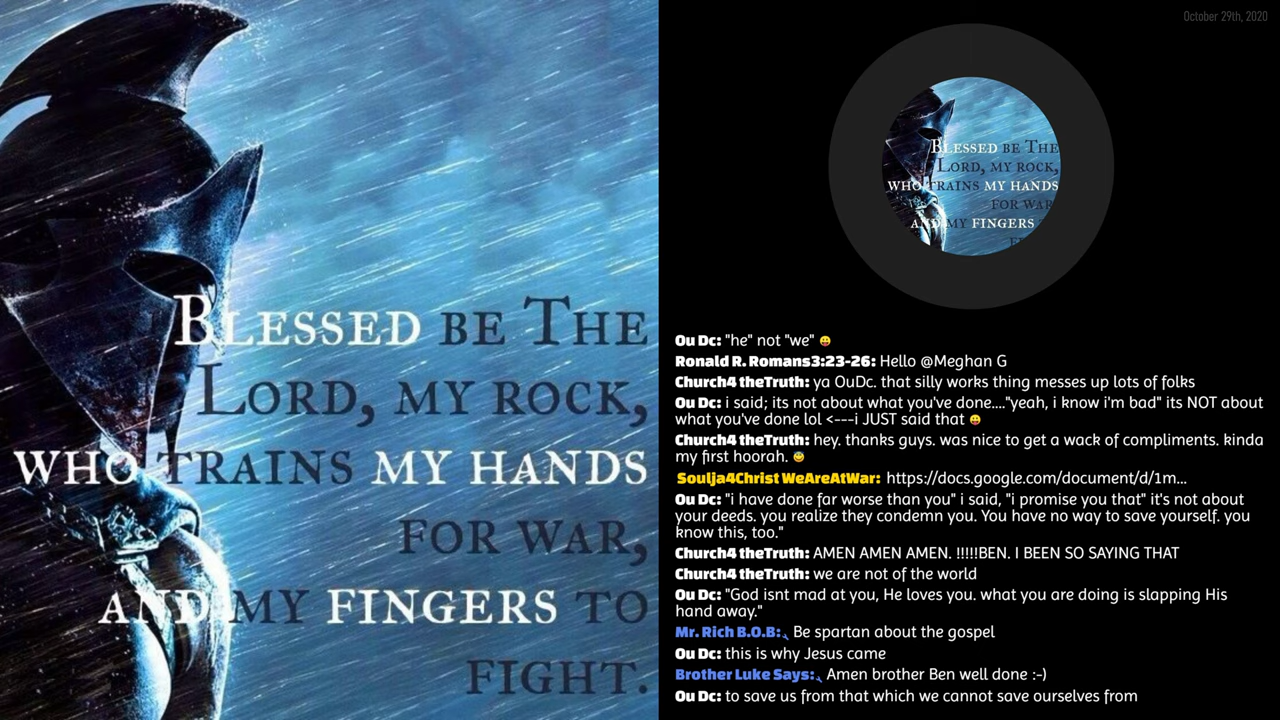 Blessed be The
Lord, my rock,
who trains my hands
for war,
and my fingers to
fight.
October 29th, 2020
Blessed be The
Lord, my rock,
who trains my hands
for war
and my fingers
Ou Dc: "he" not "we" 😛
Ronald R. Romans3:23-26: Hello @Meghan G
Church4 theTruth: ya OuDc. that silly works thing messes up lots of folks
Ou Dc: i said; its not about what you've done...."yeah, i know i'm bad" its NOT about
what you've done lol <---i JUST said that 😛
Church4 theTruth: hey. thanks guys. was nice to get a wack of compliments. kinda
my first hoorah. 😇
Soulja4Christ WeAreAtWar: https://docs.google.com/document/d/1m...
Ou Dc: "i have done far worse than you" i said, "i promise you that" it's not about
your deeds. you realize they condemn you. You have no way to save yourself. you
know this, too."
Church4 theTruth: AMEN AMEN AMEN. !!!!!BEN. I BEEN SO SAYING THAT
Church4 theTruth: we are not of the world
Ou Dc: "God isnt mad at you, He loves you. what you are doing is slapping His
hand away."
Mr. Rich B.O.B: Be spartan about the gospel
Ou Dc: this is why Jesus came
Brother Luke Says: Amen brother Ben well done :-)
Ou Dc: to save us from that which we cannot save ourselves from